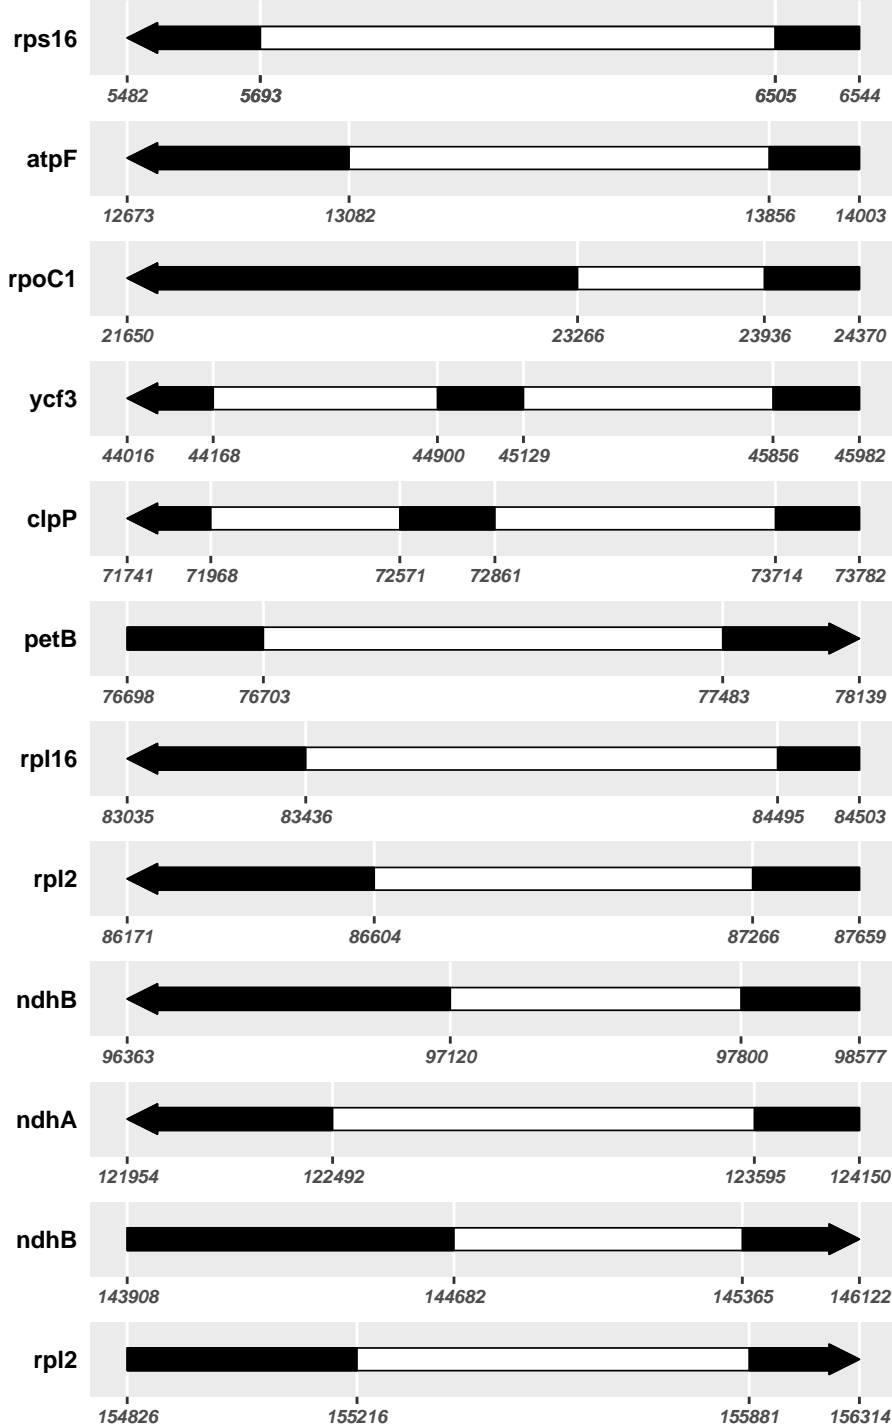 rps16
5482 5693 6505 6544
atpF
12673 13082 13856 14003
rpoC1
21650 23266 23936 24370
ycf3
44016 44168 44900 45129 45856 45982
clpP
71741 71968 72571 72861 73714 73782
petB
76698 76703 77483 78139
rpl16
83035 83436 84495 84503
rpl2
86171 86604 87266 87659
ndhB
96363 97120 97800 98577
ndhA
121954 122492 123595 124150
ndhB
143908 144682 145365 146122
rpl2
154826 155216 155881 156314